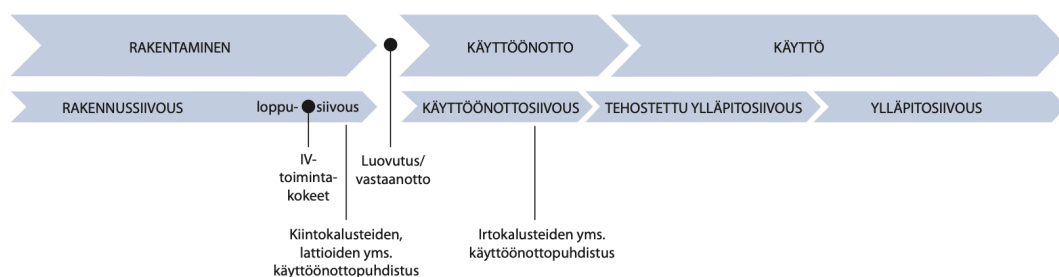 RAKENTAMINEN
KÄYTTÖÖNOTTO
KÄYTTÖ
RAKENNUSSIIVOUS
loppu- siivous
KÄYTTÖÖNOTTOSIIVOUS
TEHOSTETTU YLLÄPITOSIIVOUS
YLLÄPITOSIIVOUS
IV-
toiminta-
kokeet
Luovutus/
vastaanotto
Kiintokalusteiden,
lattioiden yms.
käyttöönottopuhdistus
Irtokalusteiden yms.
käyttöönottopuhdistus